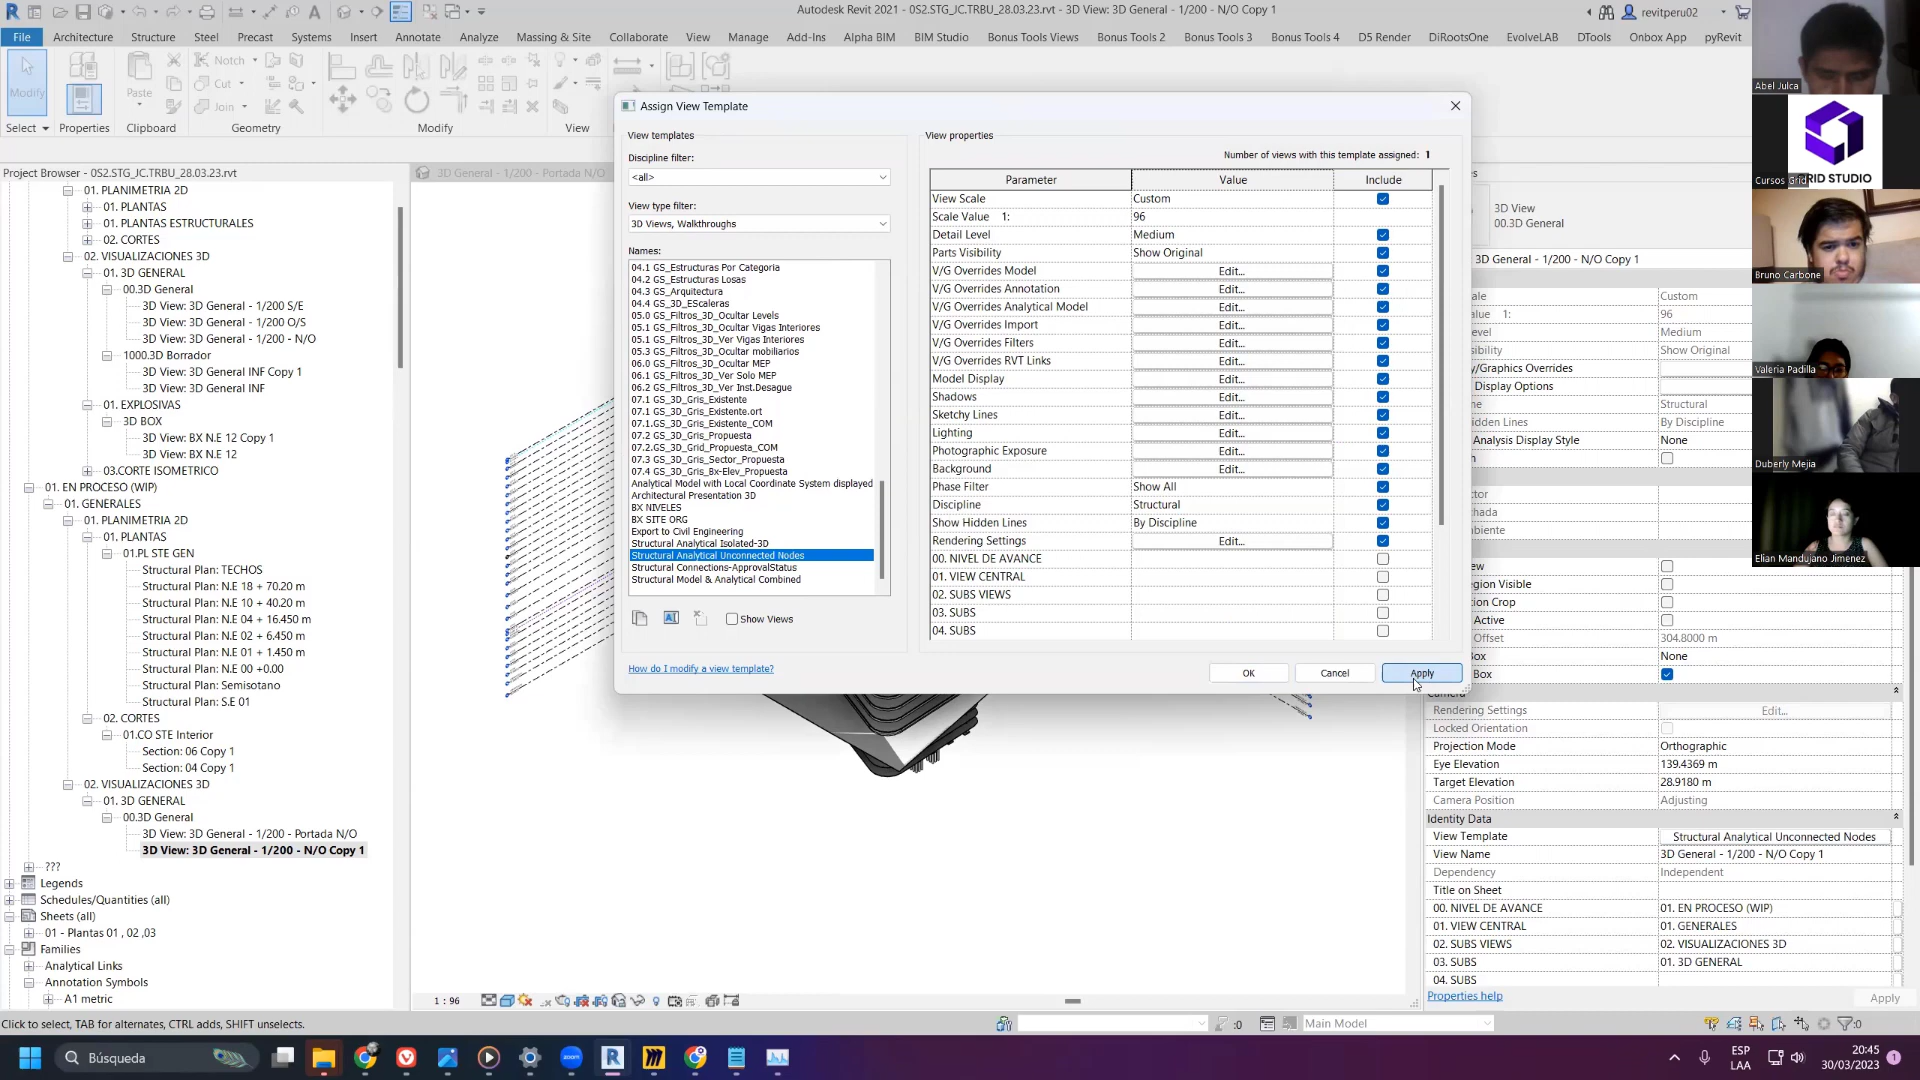 Autodesk Revit 2021 - 0S2.STG_JC.TRBU_28.03.23.rvt - 3D View: 3D General - 1/200 - N/O Copy 1
revitperu02
File Architecture Structure Steel Precast Systems Insert Annotate Analyze Massing & Site Collaborate View Manage Add-Ins Alpha BIM BIM Studio Bonus Tools Views Bonus Tools 2 Bonus Tools 3 Bonus Tools 4 D5 Render DiRootsOne EvolveLAB DTools Onbox App pyRevit
Modify
Paste
Notch
Cut
Join
Select Properties Clipboard Geometry Modify View
Project Browser - 0S2.STG_JC.TRBU_28.03.23.rvt
01. PLANIMETRIA 2D
01. PLANTAS
01. PLANTAS ESTRUCTURALES
02. CORTES
02. VISUALIZACIONES 3D
01. 3D GENERAL
00.3D General
3D View: 3D General - 1/200 S/E
3D View: 3D General - 1/200 O/S
3D View: 3D General - 1/200 - N/O
1000.3D Borrador
3D View: 3D General INF Copy 1
3D View: 3D General INF
01. EXPLOSIVAS
3D BOX
3D View: BX N.E 12 Copy 1
3D View: BX N.E 12
03.CORTE ISOMETRICO
01. EN PROCESO (WIP)
01. GENERALES
01. PLANIMETRIA 2D
01. PLANTAS
01.PL STE GEN
Structural Plan: TECHOS
Structural Plan: N.E 18 + 70.20 m
Structural Plan: N.E 10 + 40.20 m
Structural Plan: N.E 04 + 16.450 m
Structural Plan: N.E 02 + 6.450 m
Structural Plan: N.E 01 + 1.450 m
Structural Plan: N.E 00 +0.00
Structural Plan: Semisotano
Structural Plan: S.E 01
02. CORTES
01.CO STE Interior
Section: 06 Copy 1
Section: 04 Copy 1
02. VISUALIZACIONES 3D
01. 3D GENERAL
00.3D General
3D View: 3D General - 1/200 - Portada N/O
3D View: 3D General - 1/200 - N/O Copy 1
???
Legends
Schedules/Quantities (all)
Sheets (all)
01 - Plantas 01 , 02 ,03
Families
Analytical Links
Annotation Symbols
A1 metric
3D General - 1/200 - Portada N/O
Assign View Template
View templates
Discipline filter:
<all>
View type filter:
3D Views, Walkthroughs
Names:
04.1 GS_Estructuras Por Categoria
04.2 GS_Estructuras Losas
04.3 GS_Arquitectura
04.4 GS_3D_EScaleras
05.0 GS_Filtros_3D_Ocultar Levels
05.1 GS_Filtros_3D_Ocultar Vigas Interiores
05.2 GS_Filtros_3D_Ver Vigas Interiores
05.3 GS_Filtros_3D_Ocultar mobiliarios
06.0 GS_Filtros_3D_Ocultar MEP
06.1 GS_Filtros_3D_Ver Solo MEP
06.2 GS_Filtros_3D_Ver Inst.Desague
07.1 GS_3D_Gris_Existente
07.1 GS_3D_Gris_Existente.ort
07.1.GS_3D_Gris_Existente_COM
07.2 GS_3D_Gris_Propuesta
07.2.GS_3D_Grid_Propuesta_COM
07.3 GS_3D_Gris_Sector_Propuesta
07.4 GS_3D_Gris_Bx-Elev_Propuesta
Analytical Model with Local Coordinate System displayed
Architectural Presentation 3D
BX NIVELES
BX SITE ORG
Export to Civil Engineering
Structural Analytical Isolated-3D
Structural Analytical Unconnected Nodes
Structural Connections-ApprovalStatus
Structural Model & Analytical Combined
Show Views
How do I modify a view template?
View properties
Number of views with this template assigned: 1
Parameter Value Include
View Scale Custom
Scale Value 1: 96
Detail Level Medium
Parts Visibility Show Original
V/G Overrides Model Edit...
V/G Overrides Annotation Edit...
V/G Overrides Analytical Model Edit...
V/G Overrides Import Edit...
V/G Overrides Filters Edit...
V/G Overrides RVT Links Edit...
Model Display Edit...
Shadows Edit...
Sketchy Lines Edit...
Lighting Edit...
Photographic Exposure Edit...
Background Edit...
Phase Filter Show All
Discipline Structural
Show Hidden Lines By Discipline
Rendering Settings Edit...
00. NIVEL DE AVANCE
01. VIEW CENTRAL
02. SUBS VIEWS
03. SUBS
04. SUBS
OK Cancel Apply
3D View
00.3D General
3D General - 1/200 - N/O Copy 1
Custom
96
Medium
Show Original
/Graphics Overrides
Display Options
Structural
By Discipline
Analysis Display Style None
egion Visible
Active
Offset 304.8000 m
None
Box
Rendering Settings Edit...
Locked Orientation
Projection Mode Orthographic
Eye Elevation 139.4369 m
Target Elevation 28.9180 m
Camera Position Adjusting
Identity Data
View Template Structural Analytical Unconnected Nodes
View Name 3D General - 1/200 - N/O Copy 1
Dependency Independent
Title on Sheet
00. NIVEL DE AVANCE 01. EN PROCESO (WIP)
01. VIEW CENTRAL 01. GENERALES
02. SUBS VIEWS 02. VISUALIZACIONES 3D
03. SUBS 01. 3D GENERAL
04. SUBS
Properties help Apply
Abel Julca
RID STUDIO
Cursos Grid
Bruno Carbone
Valeria Padilla
Duberly Mejia
Elian Mandujano Jimenez
1 : 96
Click to select, TAB for alternates, CTRL adds, SHIFT unselects.
:0
Main Model
:0
Búsqueda
ESP
LAA
20:45
30/03/2023
1